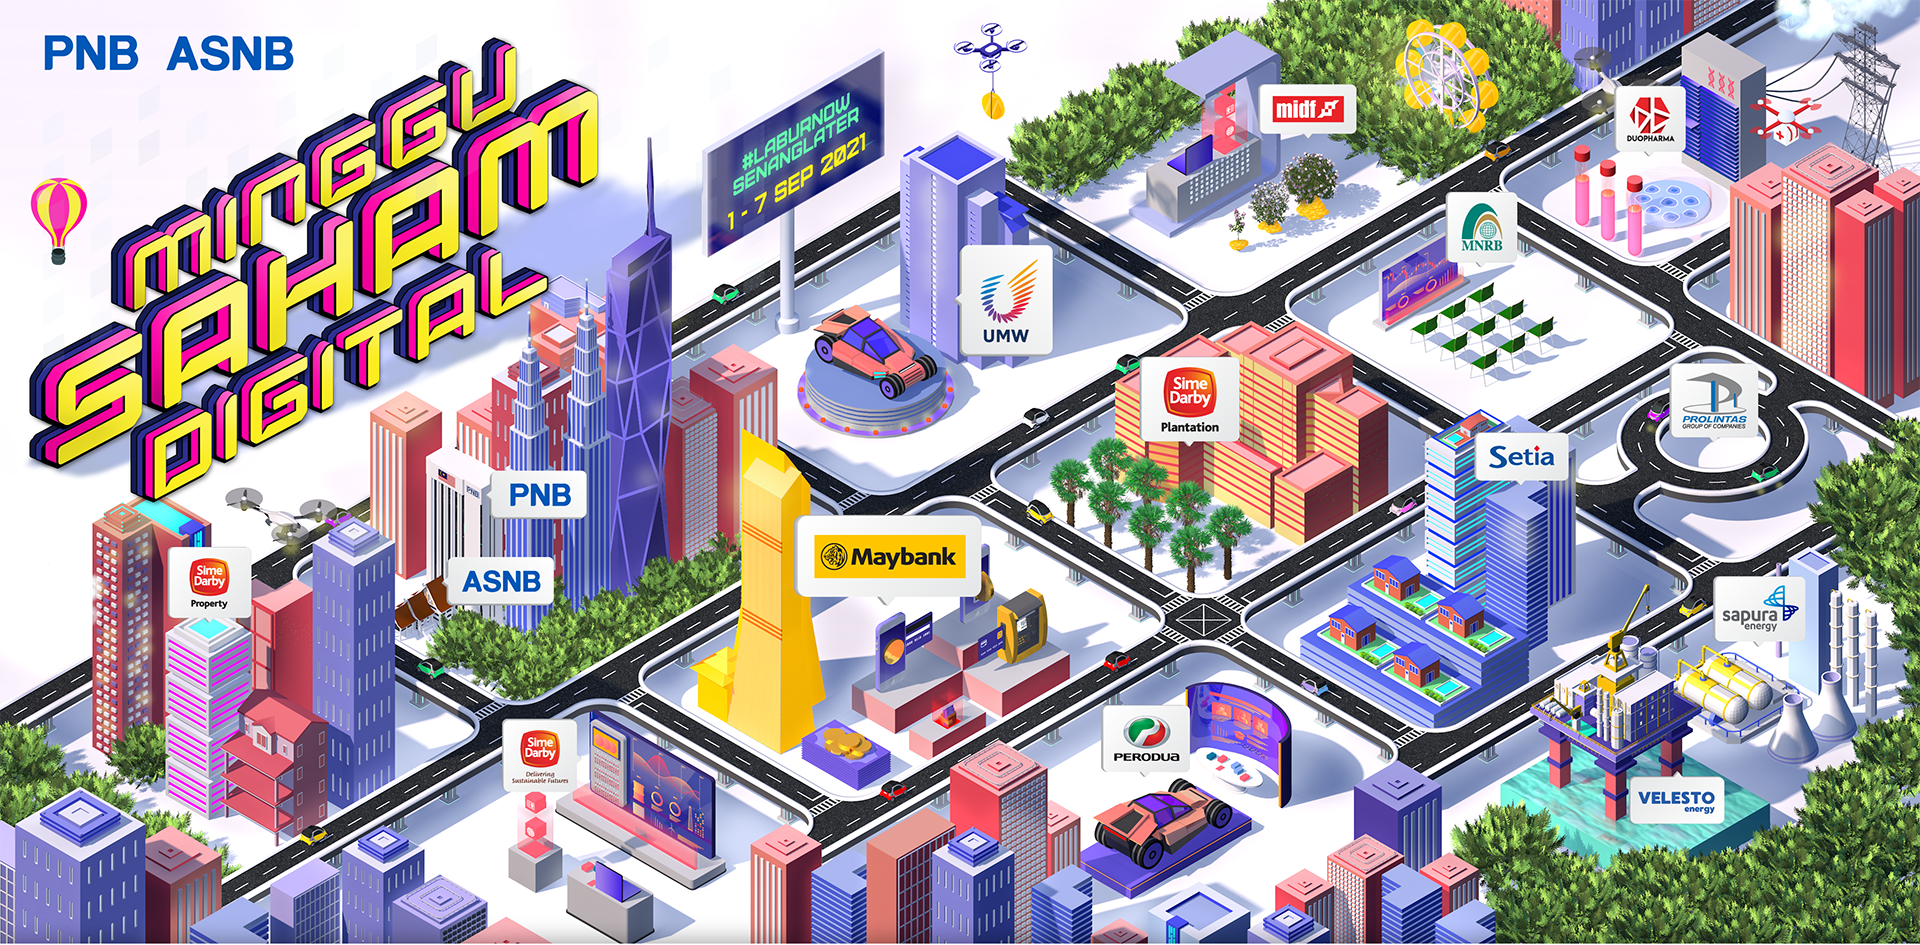 PNB ASNB
MINGGU
SAHAM
DIGITAL
#LABURNOW
SENANGLATER
1 - 7 SEP 2021
midf
DUOPHARMA
MNRB
UMW
Sime
Darby
Plantation
PROLINTAS
GROUP OF COMPANIES
Setia
PNB
PNB
Maybank
ASNB
Sime
Darby
Property
sapura
energy
Sime
Darby
Delivering
Sustainable Futures
PERODUA
VELESTO
energy